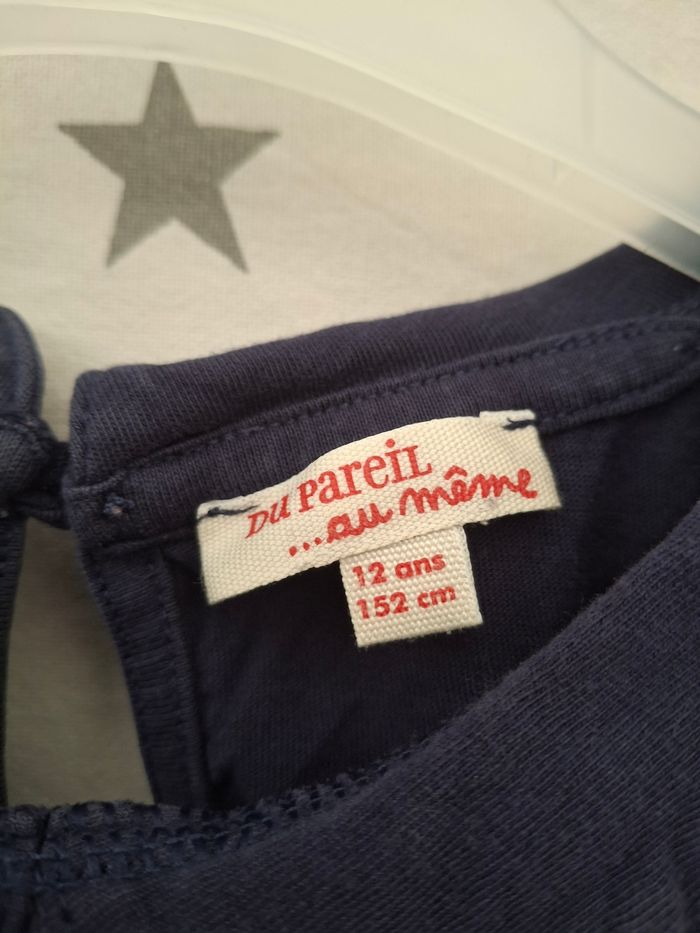 DU PAREIL
...au même
12 ans
152 cm